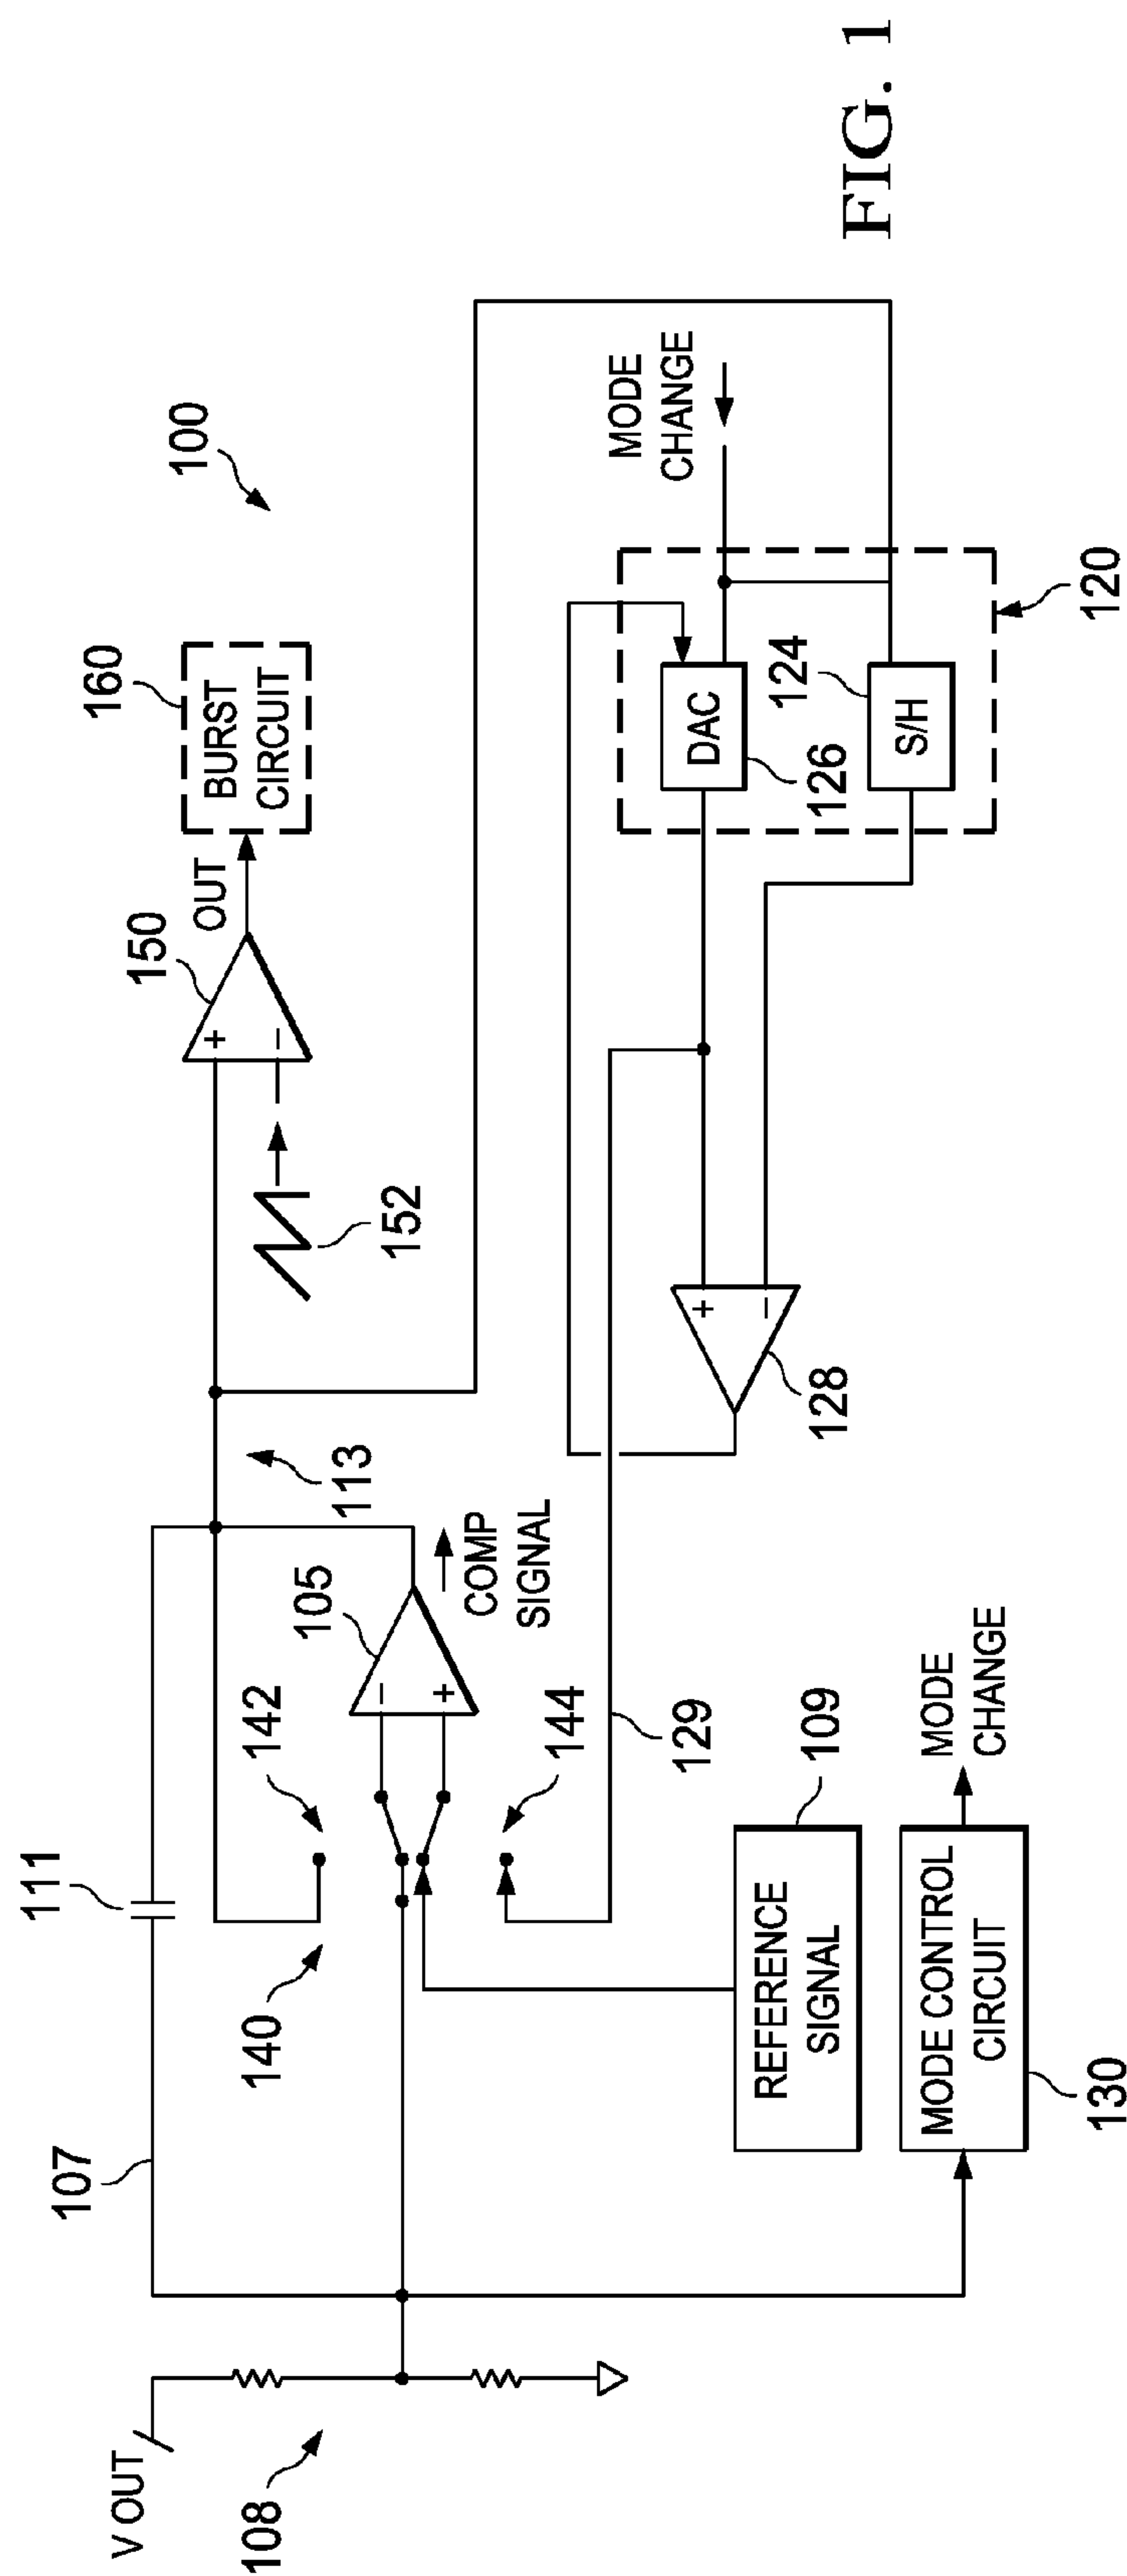 100
160
BURST
CIRCUIT
OUT
150
+
−
152
113
111
107
142
105
−
+
COMP
SIGNAL
140
144
129
V OUT
108
REFERENCE
SIGNAL
109
MODE CONTROL
CIRCUIT
130
MODE
CHANGE
+
−
128
MODE
CHANGE
DAC
126
124
S/H
120
FIG. 1